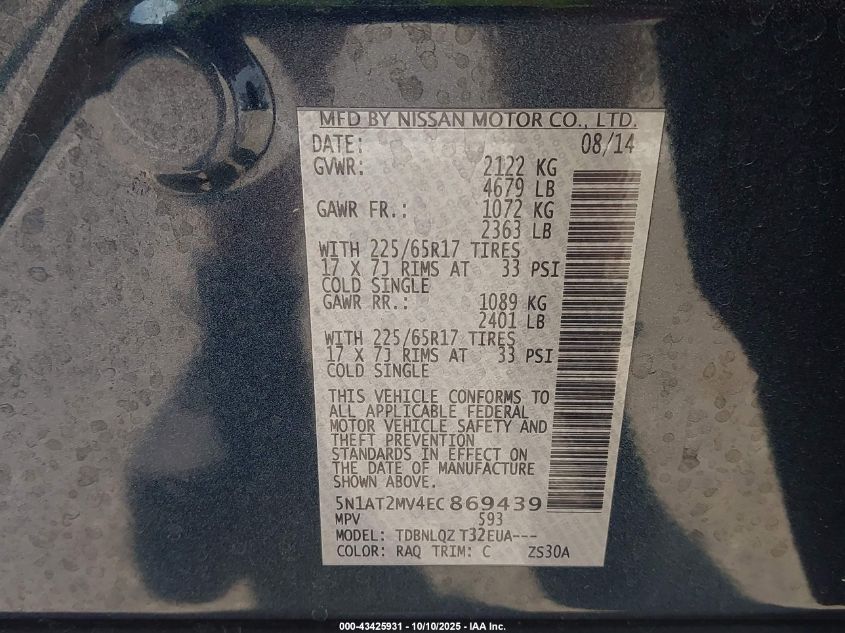 MFD BY NISSAN MOTOR CO., LTD.
DATE: 08/14
GVWR: 2122 KG
4679 LB
GAWR FR.: 1072 KG
2363 LB
WITH 225/65R17 TIRES
17 X 7J RIMS AT 33 PSI
COLD SINGLE
GAWR RR.: 1089 KG
2401 LB
WITH 225/65R17 TIRES
17 X 7J RIMS AT 33 PSI
COLD SINGLE
THIS VEHICLE CONFORMS TO
ALL APPLICABLE FEDERAL
MOTOR VEHICLE SAFETY AND
THEFT PREVENTION
STANDARDS IN EFFECT ON
THE DATE OF MANUFACTURE
SHOWN ABOVE.
5N1AT2MV4EC869439
MPV 593
MODEL: TDBNLQZ T32EUA---
COLOR: RAQ TRIM: C ZS30A
000-43425931 - 10/10/2025 - IAA Inc.